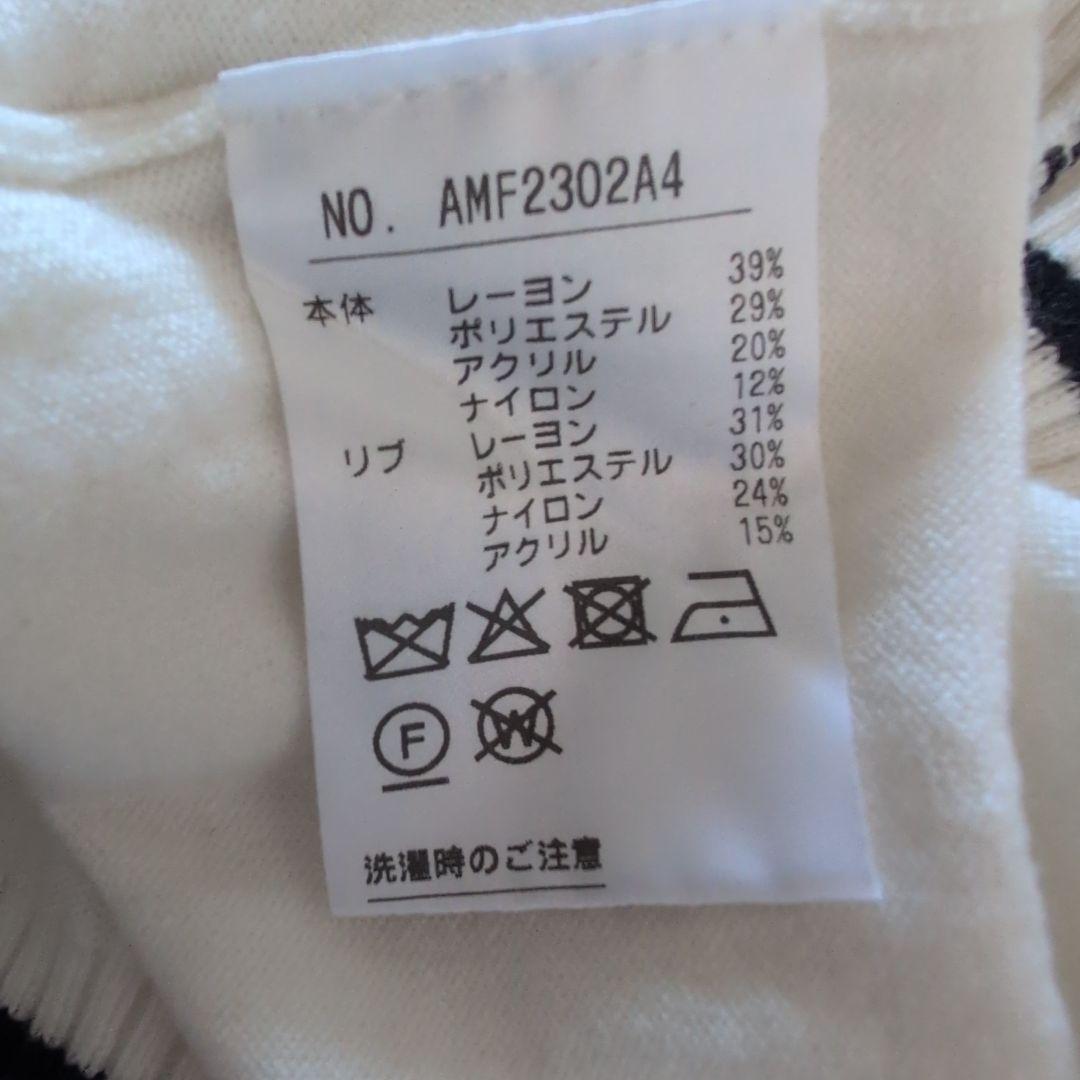 NO. AMF2302A4
本体 レーヨン 39%
ポリエステル 29%
アクリル 20%
ナイロン 12%
リブ レーヨン 31%
ポリエステル 30%
ナイロン 24%
アクリル 15%
F W
洗濯時のご注意